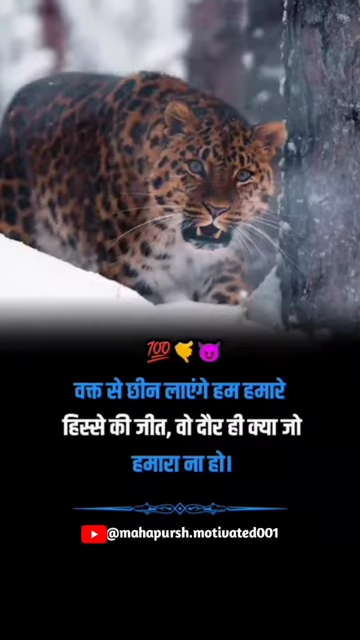 💯🤙😈
वक्त से छीन लाएंगे हम हमारे
हिस्से की जीत, वो दौर ही क्या जो
हमारा ना हो।
@mahapursh.motivated001